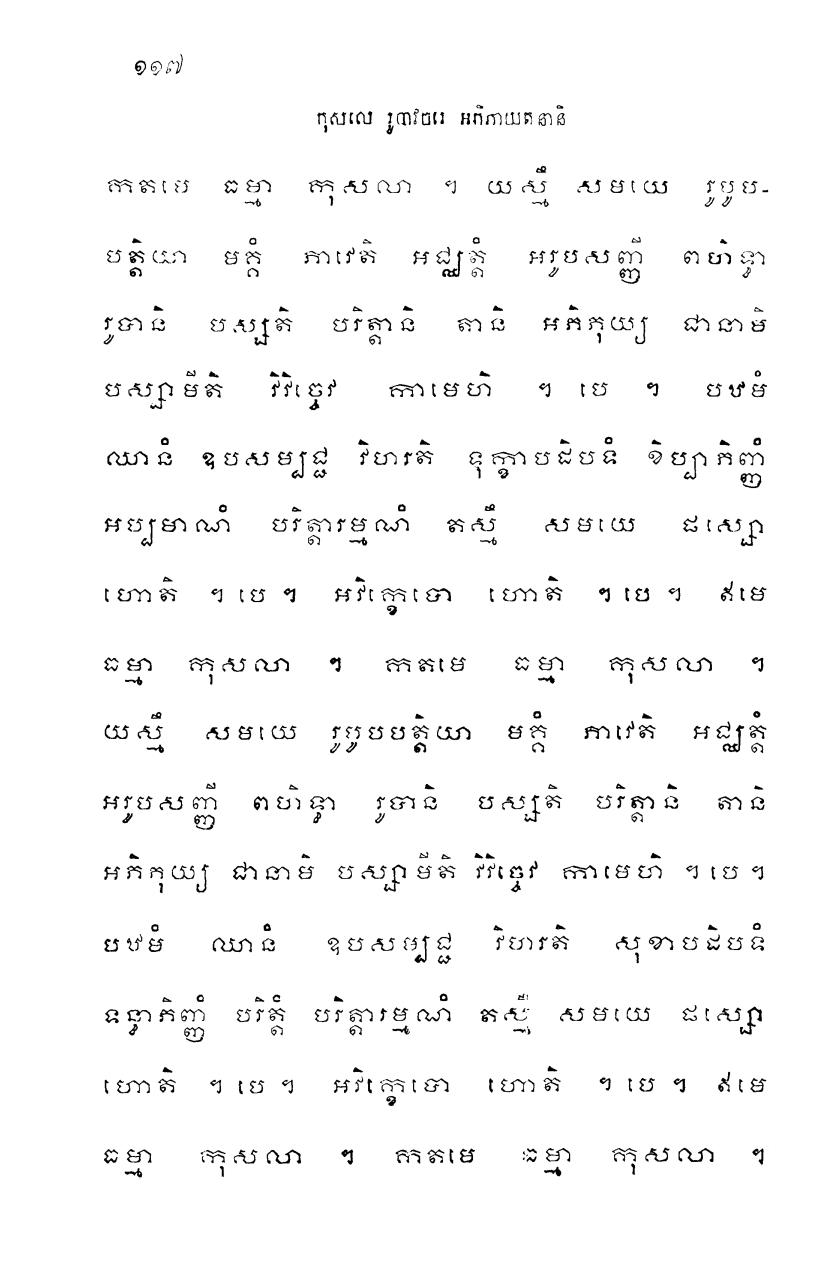 ១១៧
កុសលេ រូបាវចរេ អភិភាយតនានិ
កតមេ ធម្មា កុសលា ។ យស្មឹ សមយេ រូបូប-
បត្តិយា មគ្គំ ភាវេតិ អជ្ឈត្តំ អរូបសញ្ញី ពហិទ្ធា
រូបានិ បស្សតិ បរិត្តានិ តានិ អភិភុយ្យ ជានាមិ
បស្សាមីតិ វិវិច្ចេវ កាមេហិ ។ បេ ។ បឋមំ
ឈានំ ឧបសម្បជ្ជ វិហរតិ ទុក្ខាបដិបទំ ខិប្បាភិញ្ញំ
អប្បមាណំ បរិត្តារម្មណំ តស្មឹ សមយេ ផស្សោ
ហោតិ ។ បេ ។ អវិក្ខេបោ ហោតិ ។ បេ ។ ឥមេ
ធម្មា កុសលា ។ កតមេ ធម្មា កុសលា ។
យស្មឹ សមយេ រូបូបបត្តិយា មគ្គំ ភាវេតិ អជ្ឈត្តំ
អរូបសញ្ញី ពហិទ្ធា រូបានិ បស្សតិ បរិត្តានិ តានិ
អភិភុយ្យ ជានាមិ បស្សាមីតិ វិវិច្ចេវ កាមេហិ ។ បេ ។
បឋមំ ឈានំ ឧបសម្បជ្ជ វិហរតិ សុខាបដិបទំ
ទន្ធាភិញ្ញំ បរិត្តំ បរិត្តារម្មណំ តស្មឹ សមយេ ផស្សោ
ហោតិ ។ បេ ។ អវិក្ខេបោ ហោតិ ។ បេ ។ ឥមេ
ធម្មា កុសលា ។ កតមេ ធម្មា កុសលា ។